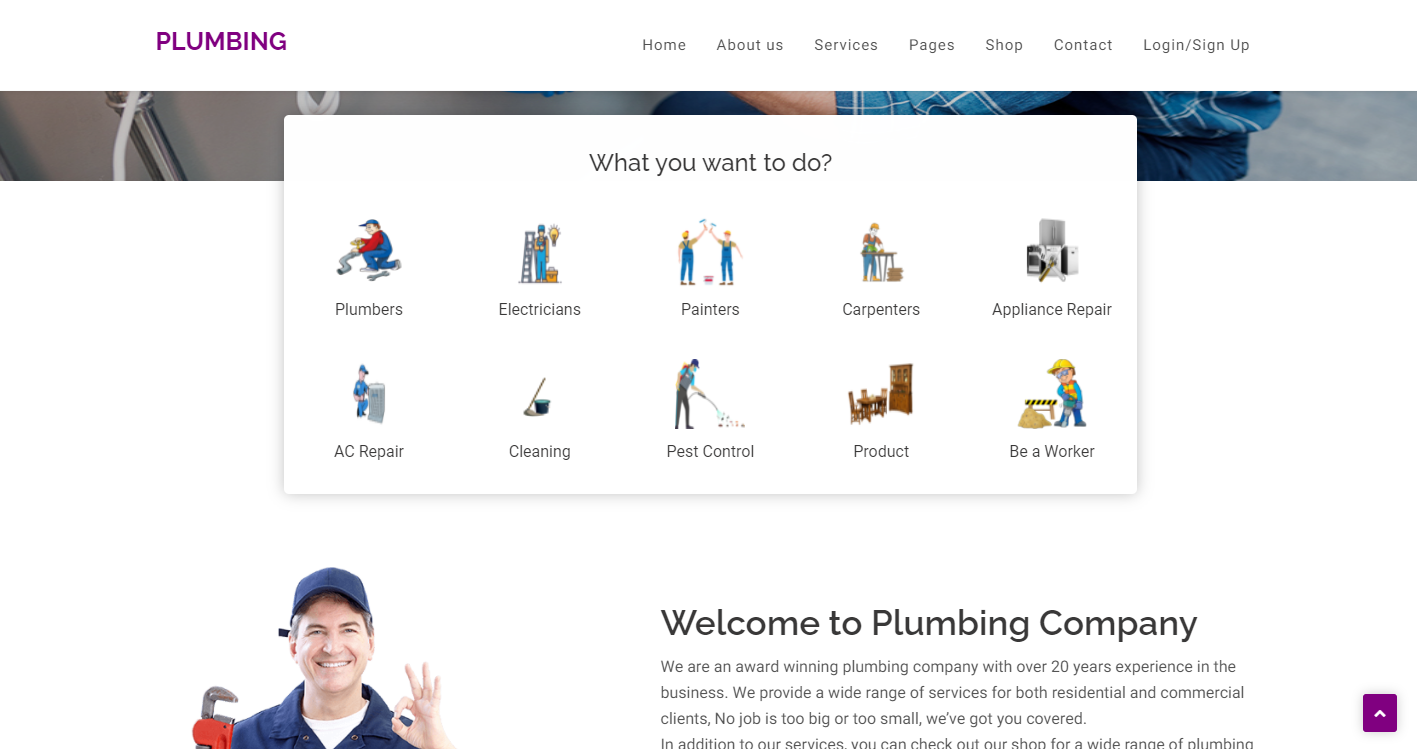 PLUMBING
Home About us Services Pages Shop Contact Login/Sign Up
What you want to do?
Plumbers Electricians Painters Carpenters Appliance Repair
AC Repair Cleaning Pest Control Product Be a Worker
Welcome to Plumbing Company
We are an award winning plumbing company with over 20 years experience in the
business. We provide a wide range of services for both residential and commercial
clients, No job is too big or too small, we’ve got you covered.
In addition to our services, you can check out our shop for a wide range of plumbing